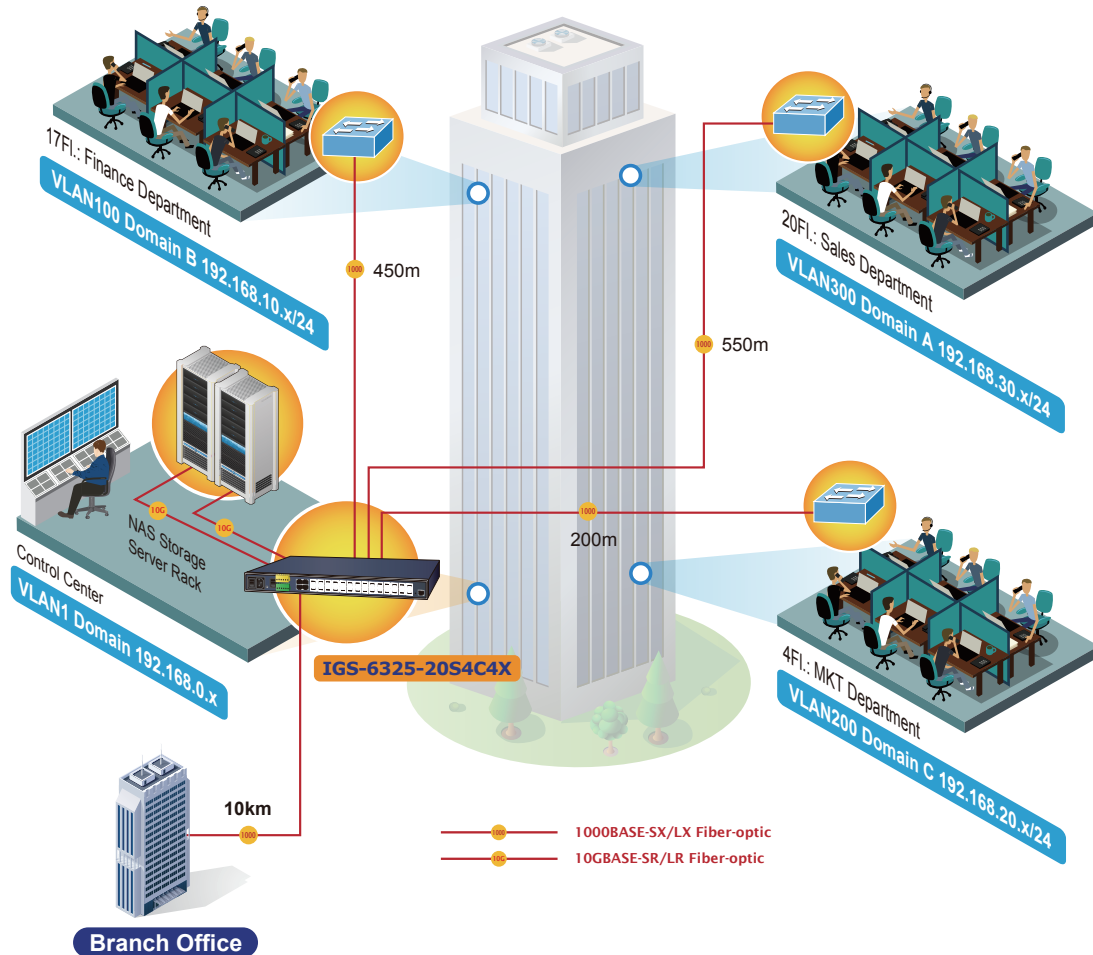 17Fl.: Finance Department
VLAN100 Domain B 192.168.10.x/24
1000
450m
20Fl.: Sales Department
VLAN300 Domain A 192.168.30.x/24
1000
550m
10G
10G
NAS Storage
Server Rack
Control Center
VLAN1 Domain 192.168.0.x
IGS-6325-20S4C4X
1000
200m
4Fl.: MKT Department
VLAN200 Domain C 192.168.20.x/24
10km
1000
Branch Office
1000
1000BASE-SX/LX Fiber-optic
10G
10GBASE-SR/LR Fiber-optic